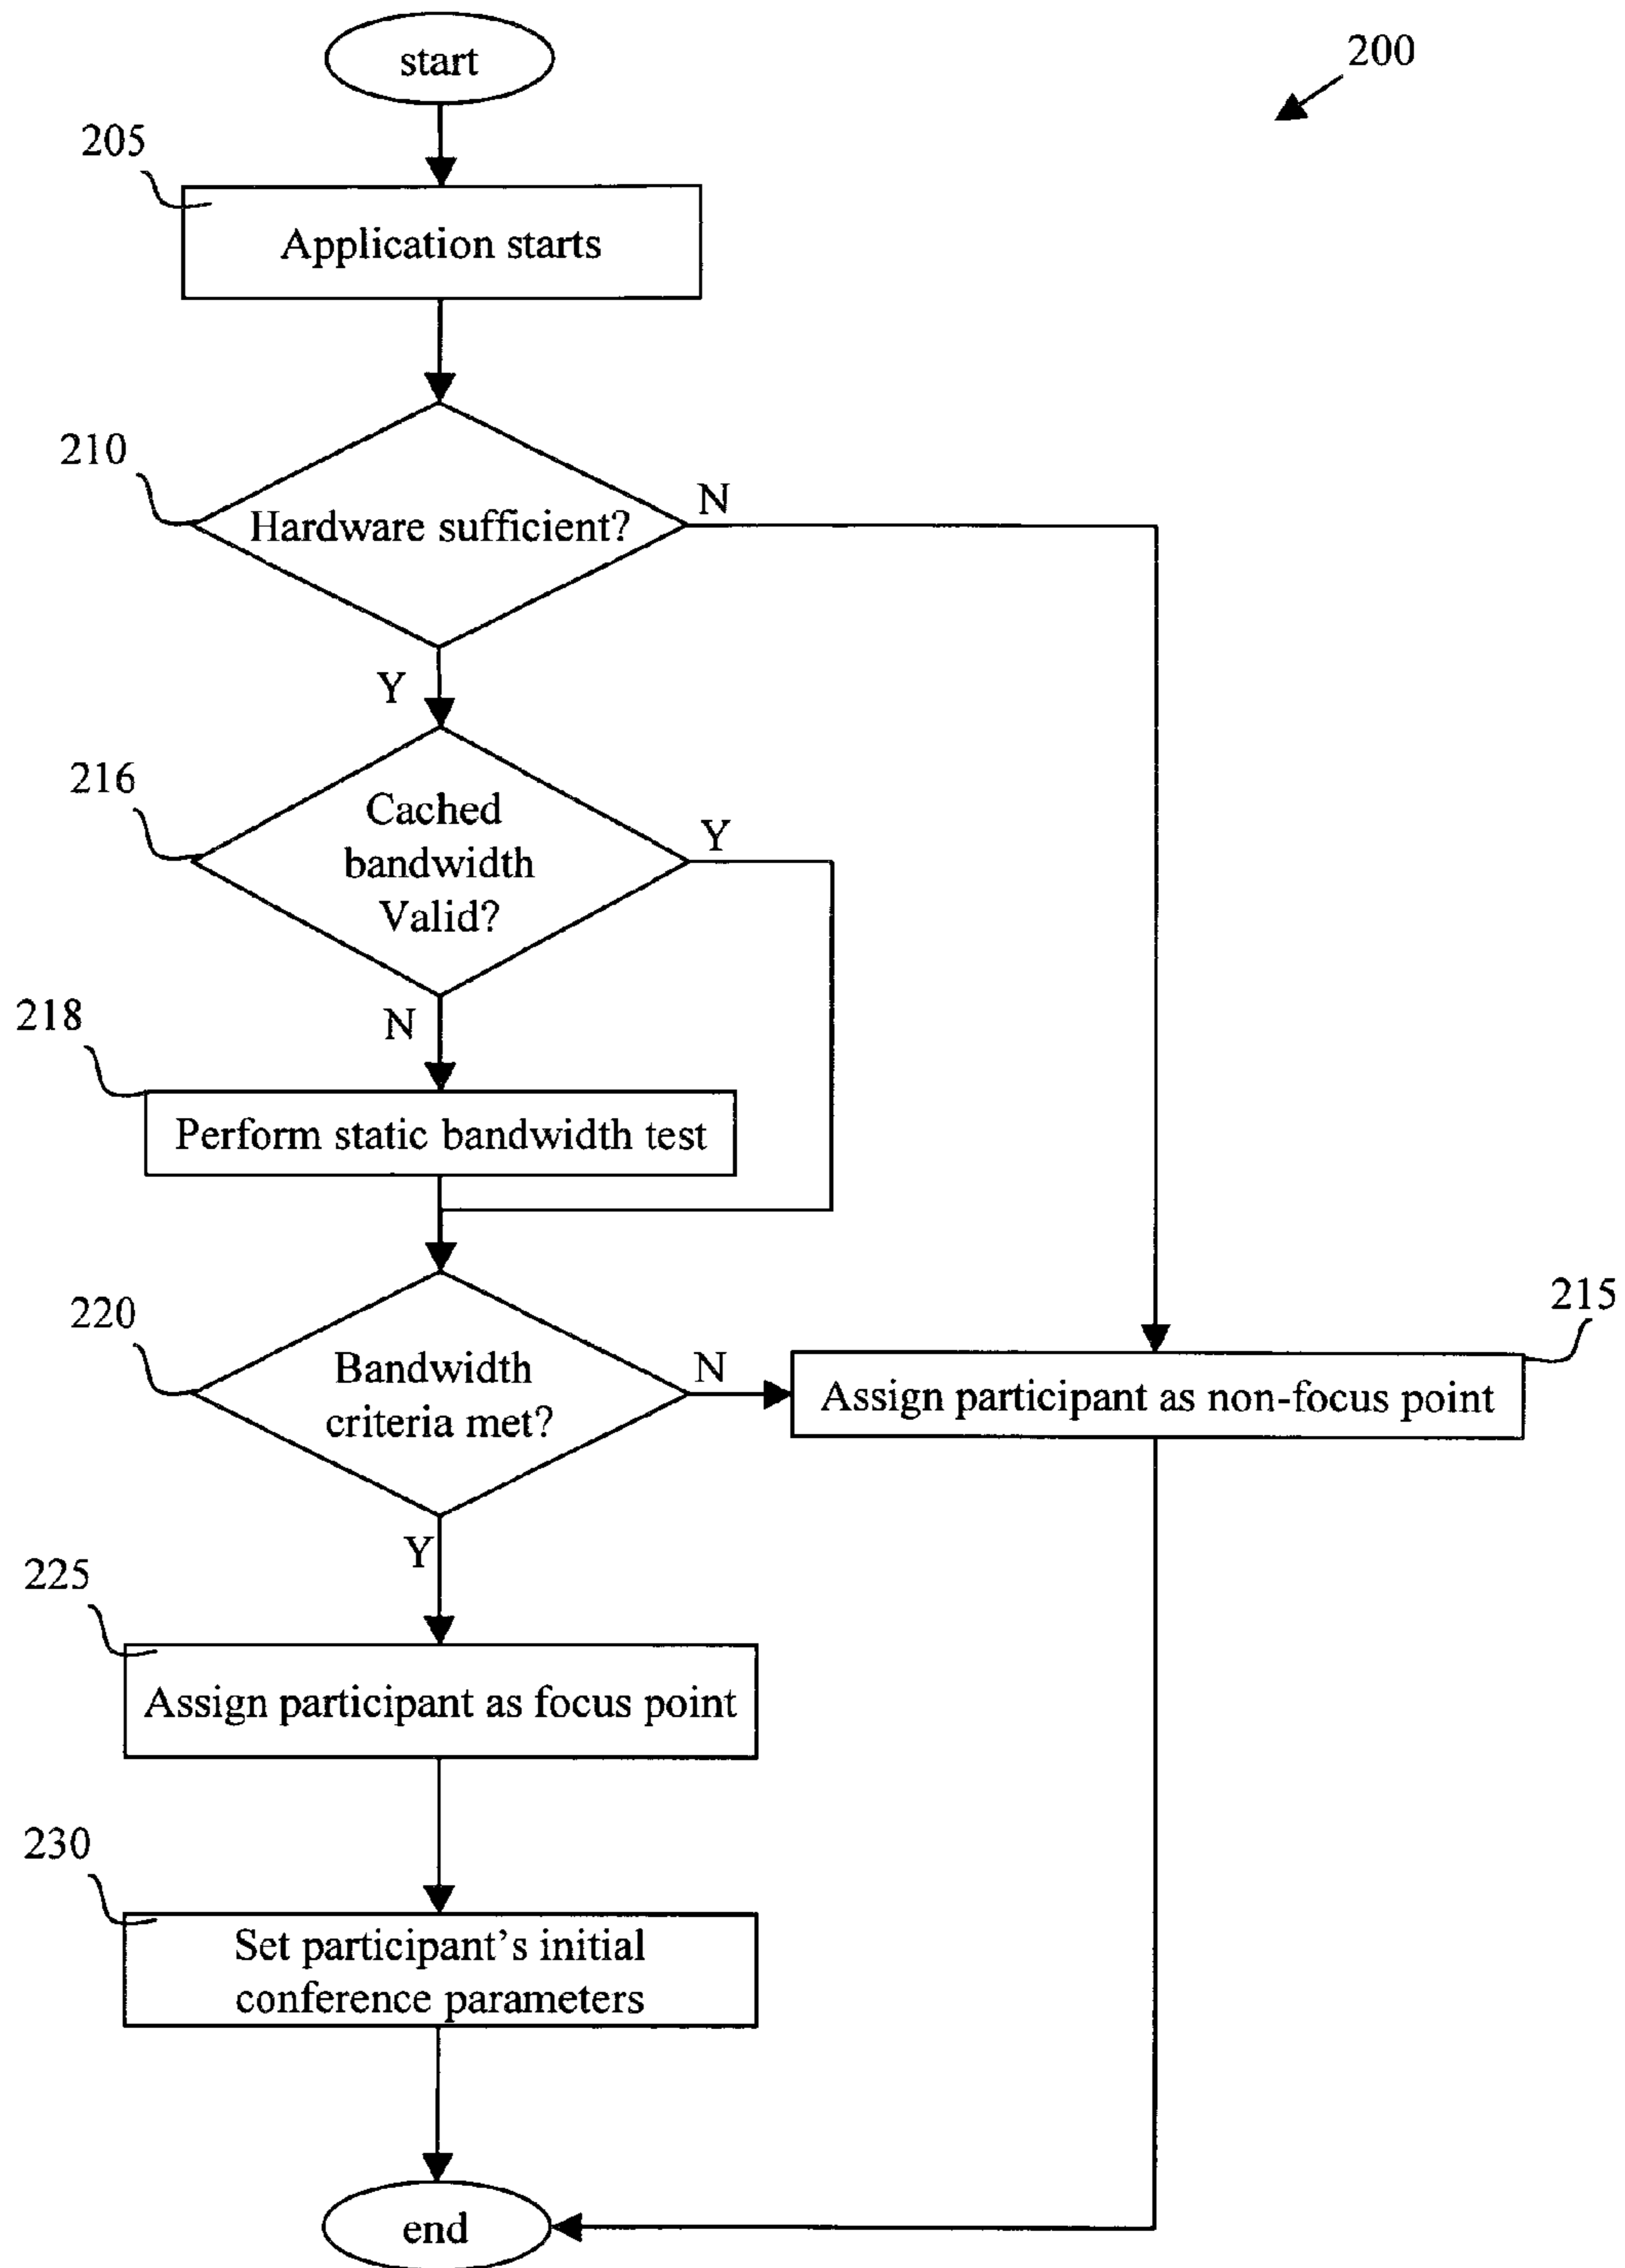 start
200
205
Application starts
210
Hardware sufficient?
N
Y
216
Cached
bandwidth
Valid?
Y
N
218
Perform static bandwidth test
220
Bandwidth
criteria met?
N
215
Assign participant as non-focus point
Y
225
Assign participant as focus point
230
Set participant's initial
conference parameters
end